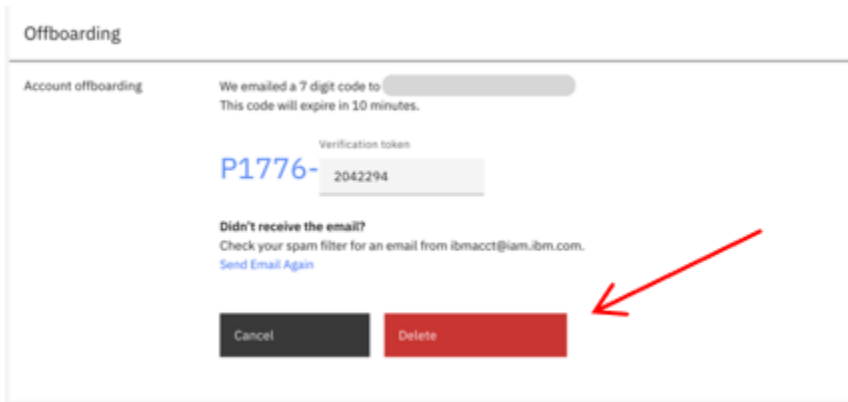 Offboarding
Account offboarding
We emailed a 7 digit code to
This code will expire in 10 minutes.
Verification token
P1776-
2042294
Didn't receive the email?
Check your spam filter for an email from ibmacct@iam.ibm.com.
Send Email Again
Cancel
Delete